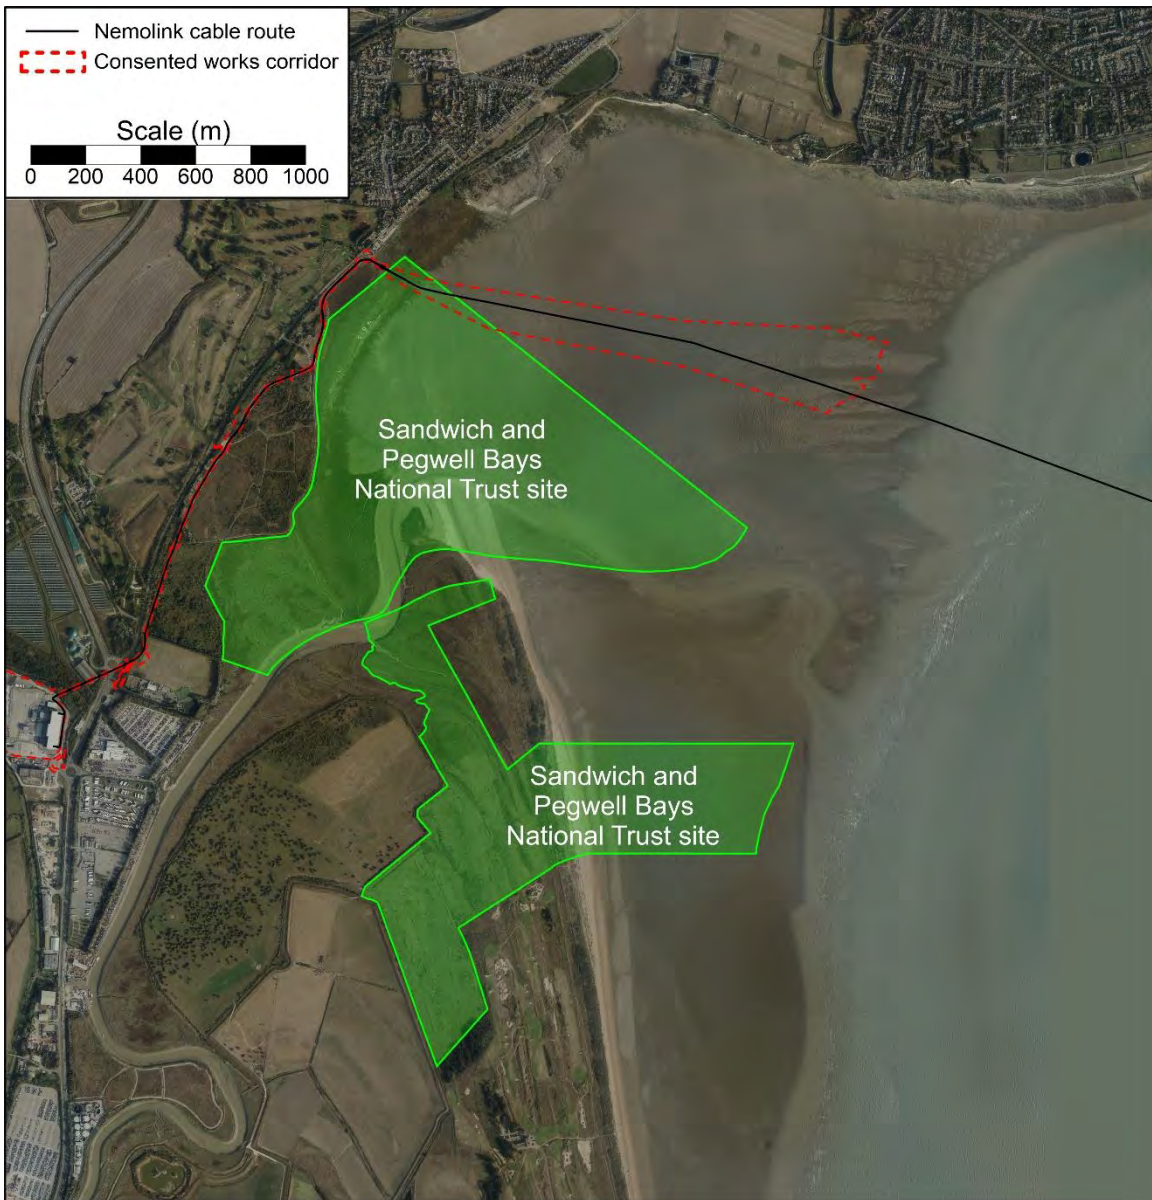 Nemolink cable route
Consented works corridor
Scale (m)
0 200 400 600 800 1000
Sandwich and
Pegwell Bays
National Trust site
Sandwich and
Pegwell Bays
National Trust site